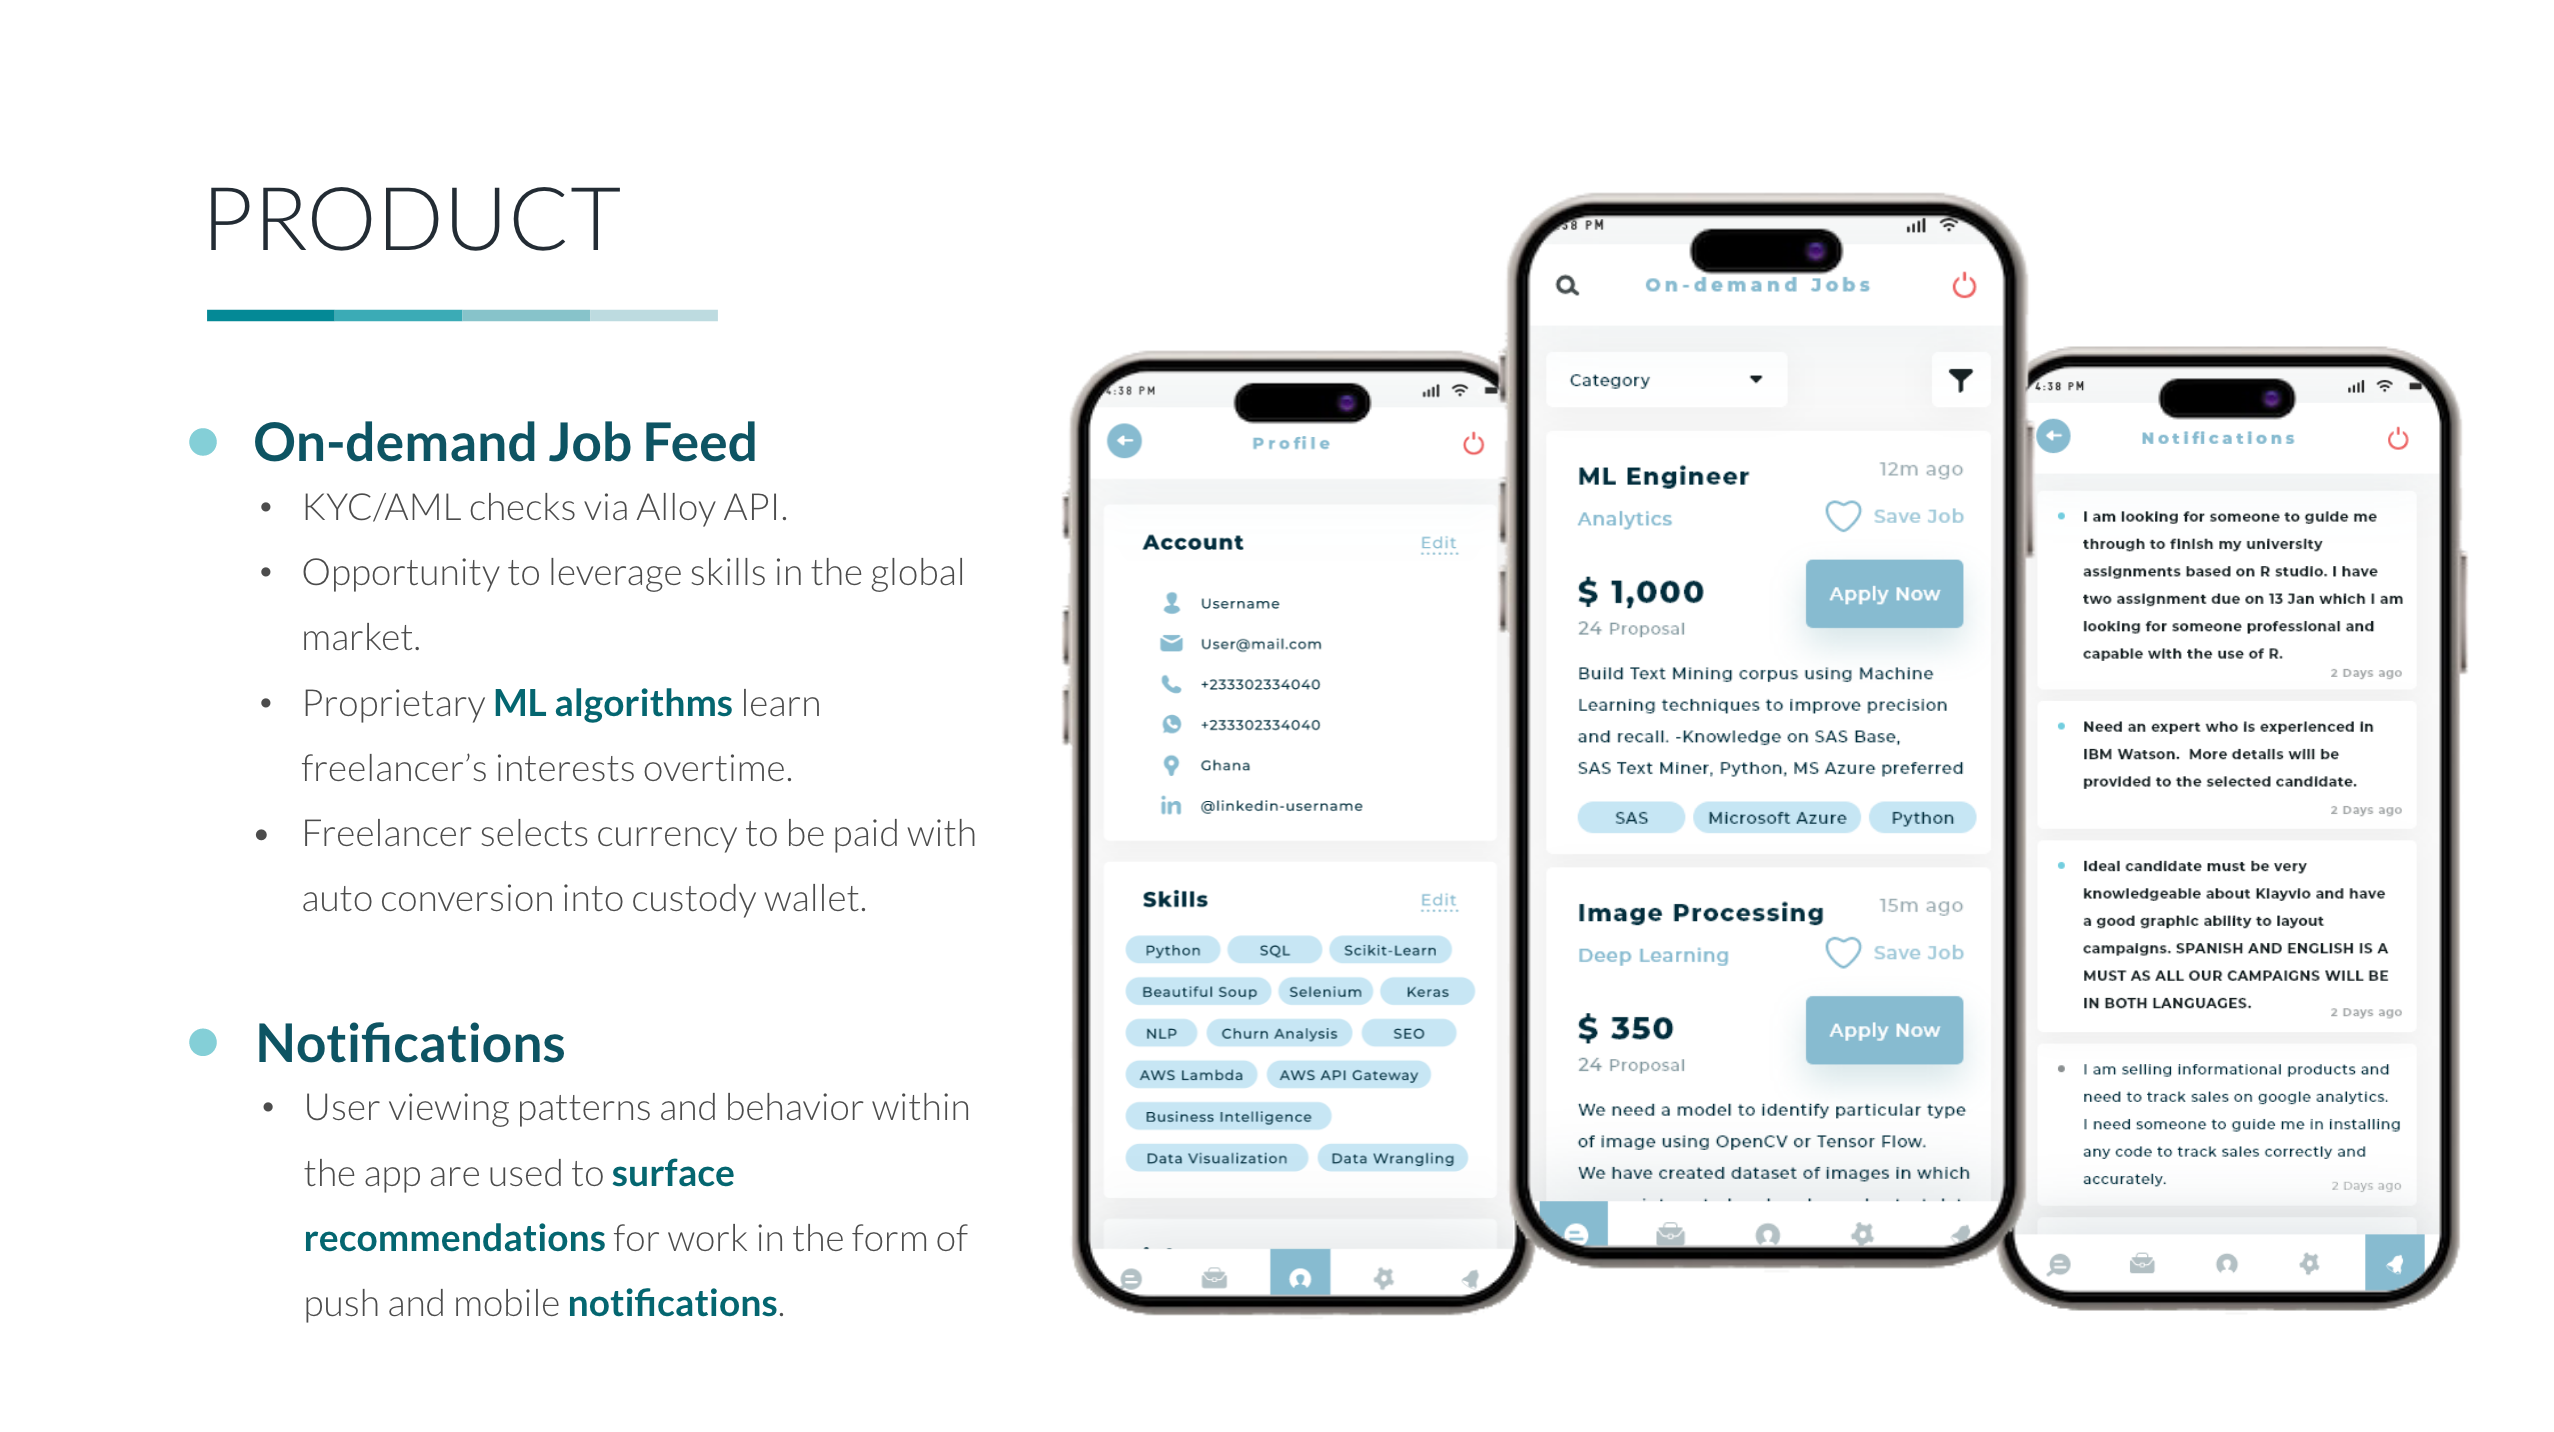 PRODUCT
On-demand Job Feed
• KYC/AML checks via Alloy API.
• Opportunity to leverage skills in the global
market.
• Proprietary ML algorithms learn
freelancer’s interests overtime.
• Freelancer selects currency to be paid with
auto conversion into custody wallet.
Notifications
• User viewing patterns and behavior within
the app are used to surface
recommendations for work in the form of
push and mobile notifications.
4:38 PM
Profile
Account
Edit
Username
User@mail.com
+233302334040
+233302334040
Ghana
in @linkedin-username
Skills
Edit
Python SQL Scikit-Learn
Beautiful Soup Selenium Keras
NLP Churn Analysis SEO
AWS Lambda AWS API Gateway
Business Intelligence
Data Visualization Data Wrangling
:38 PM
On-demand Jobs
Category
ML Engineer 12m ago
Analytics Save Job
$ 1,000 Apply Now
24 Proposal
Build Text Mining corpus using Machine
Learning techniques to improve precision
and recall. -Knowledge on SAS Base,
SAS Text Miner, Python, MS Azure preferred
SAS Microsoft Azure Python
Image Processing 15m ago
Deep Learning Save Job
$ 350 Apply Now
24 Proposal
We need a model to identify particular type
of image using OpenCV or Tensor Flow.
We have created dataset of images in which
4:38 PM
Notifications
I am looking for someone to guide me
through to finish my university
assignments based on R studio. I have
two assignment due on 13 Jan which I am
looking for someone professional and
capable with the use of R.
2 Days ago
Need an expert who is experienced in
IBM Watson. More details will be
provided to the selected candidate.
2 Days ago
Ideal candidate must be very
knowledgeable about Klayvio and have
a good graphic ability to layout
campaigns. SPANISH AND ENGLISH IS A
MUST AS ALL OUR CAMPAIGNS WILL BE
IN BOTH LANGUAGES.
2 Days ago
I am selling informational products and
need to track sales on google analytics.
I need someone to guide me in installing
any code to track sales correctly and
accurately.
2 Days ago